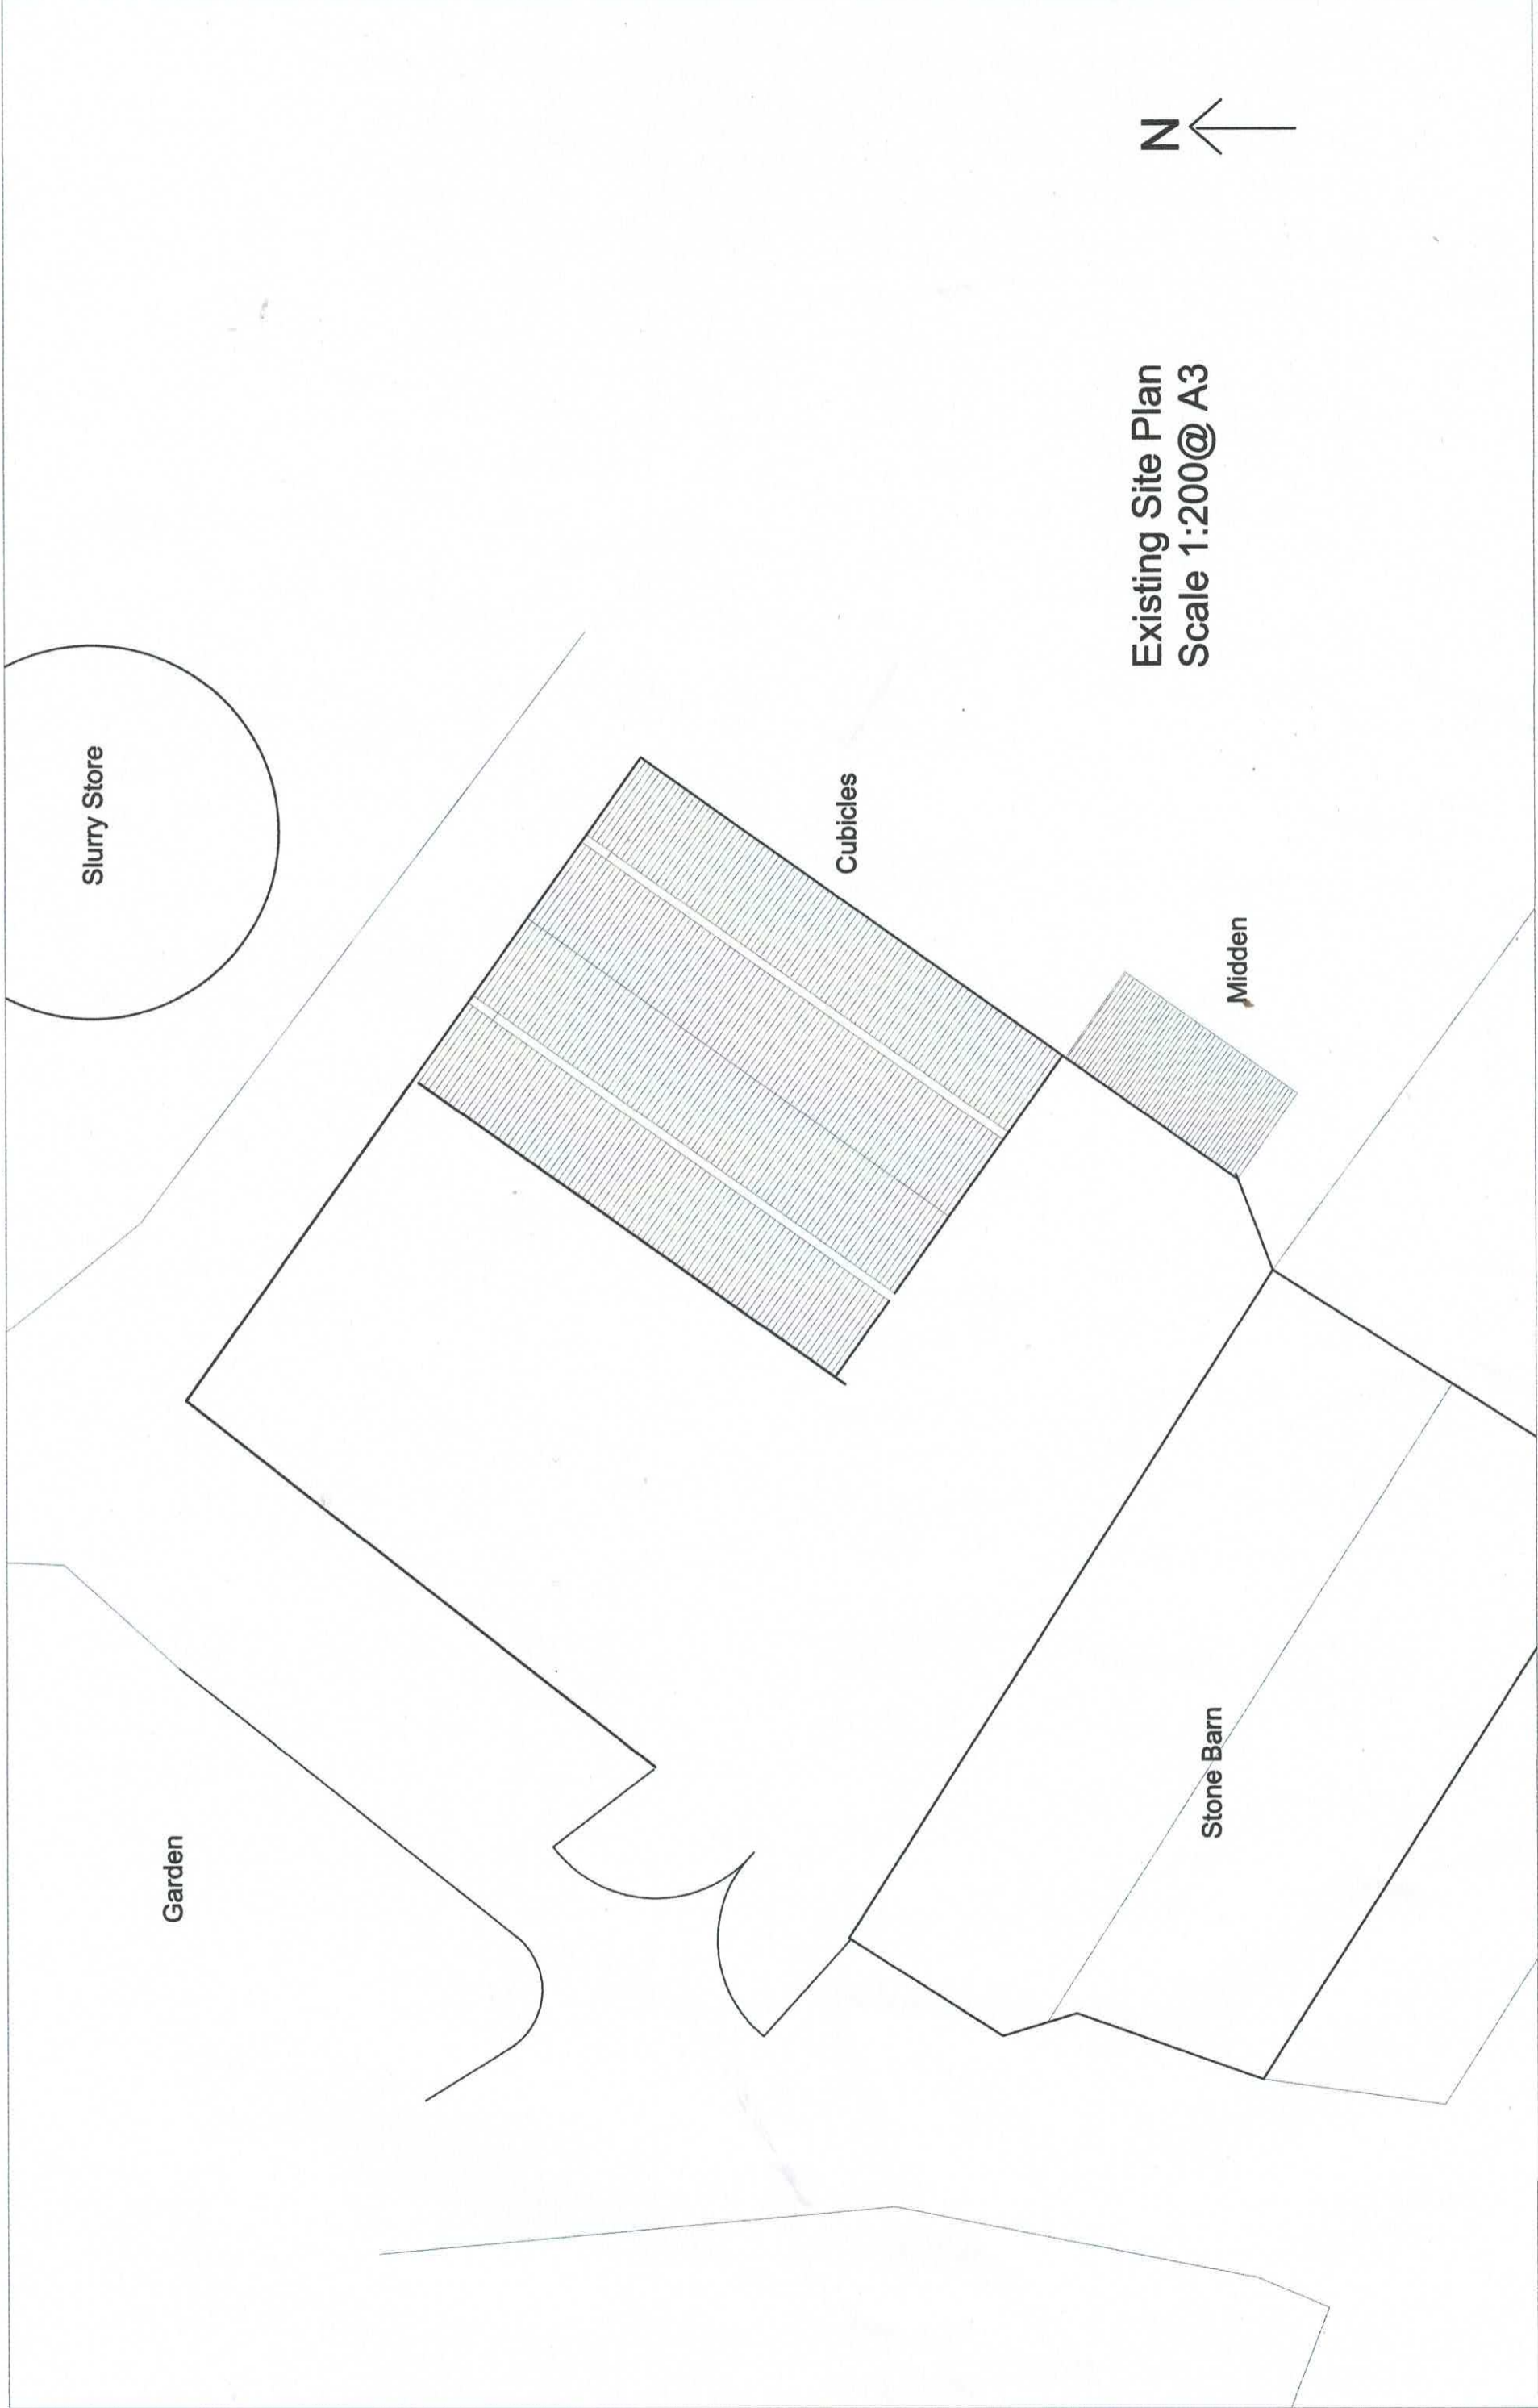 Slurry Store
Garden
Cubicles
Midden
Stone Barn
N
Existing Site Plan
Scale 1:200@ A3